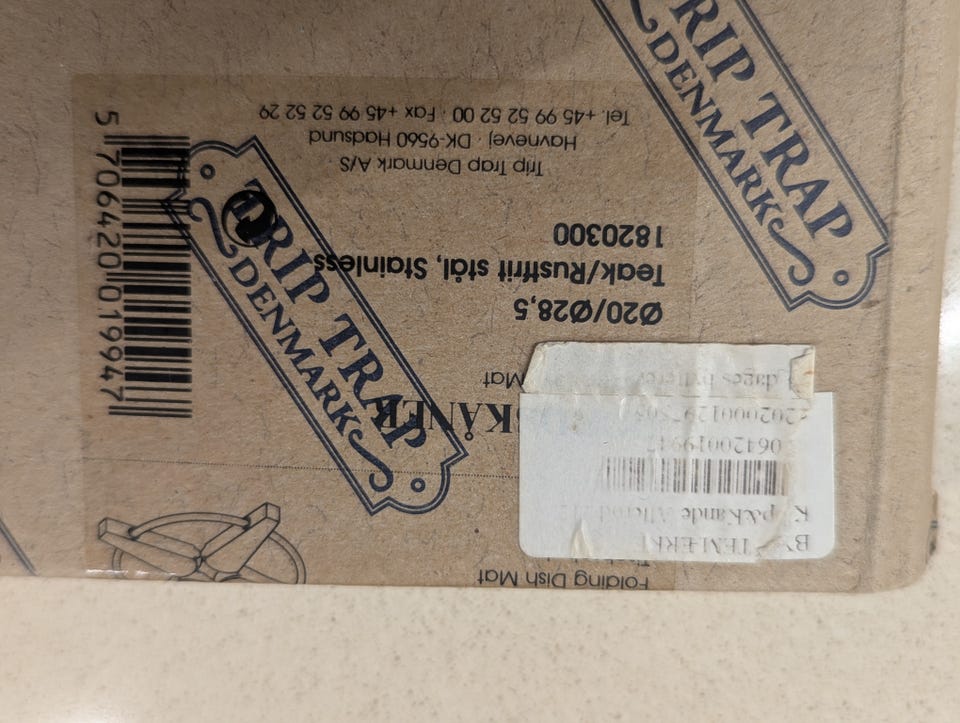 Folding Dish Mat
SKÅNER
Mat
Ø20/Ø28,5
Teak/Rustfrit stål, Stainless
1820300
Trip Trap Denmark A/S
Havnevej · DK-9560 Hadsund
Tel. +45 99 52 52 00 · Fax +45 99 52 52 29
5 706420 019947
TRIP TRAP
DENMARK
RIP TRAP
DENMARK
dages